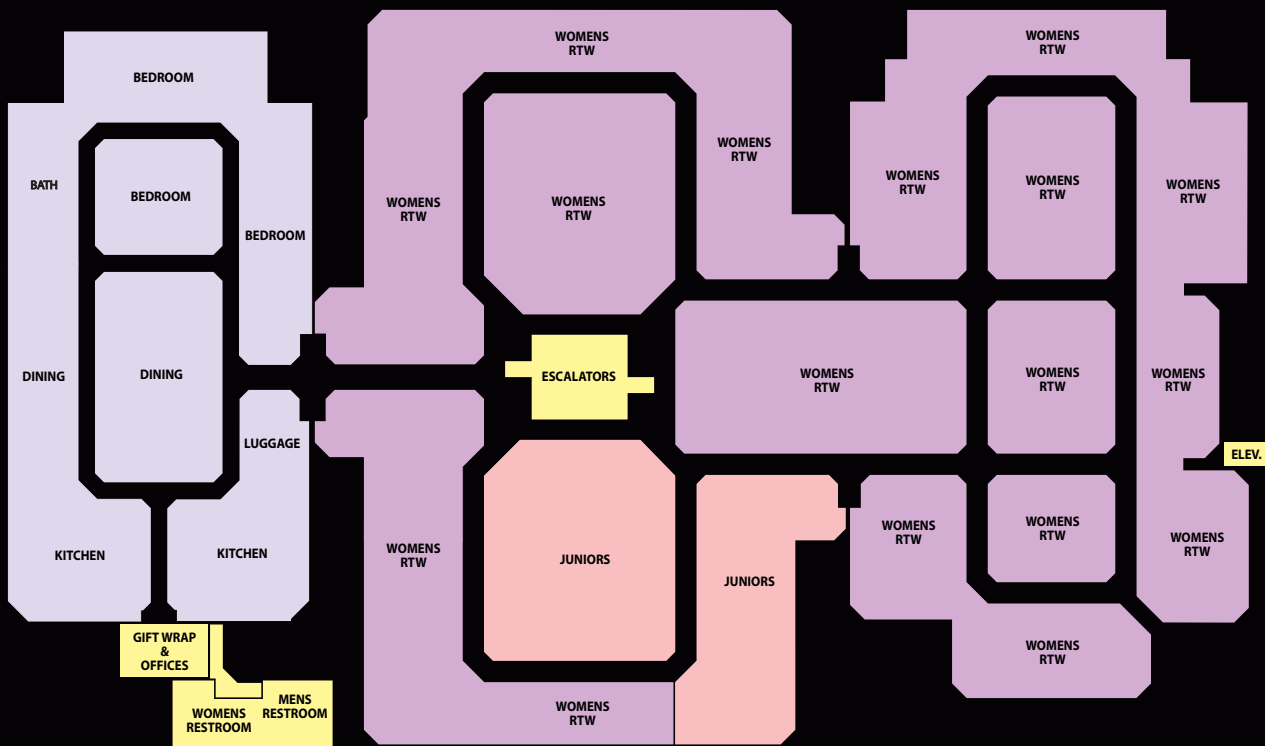 BEDROOM
BATH
BEDROOM
BEDROOM
DINING
DINING
LUGGAGE
KITCHEN
KITCHEN
GIFT WRAP
&
OFFICES
WOMENS
RESTROOM
MENS
RESTROOM
WOMENS
RTW
WOMENS
RTW
WOMENS
RTW
WOMENS
RTW
ESCALATORS
WOMENS
RTW
JUNIORS
JUNIORS
WOMENS
RTW
WOMENS
RTW
WOMENS
RTW
WOMENS
RTW
WOMENS
RTW
WOMENS
RTW
WOMENS
RTW
WOMENS
RTW
ELEV.
WOMENS
RTW
WOMENS
RTW
WOMENS
RTW
WOMENS
RTW